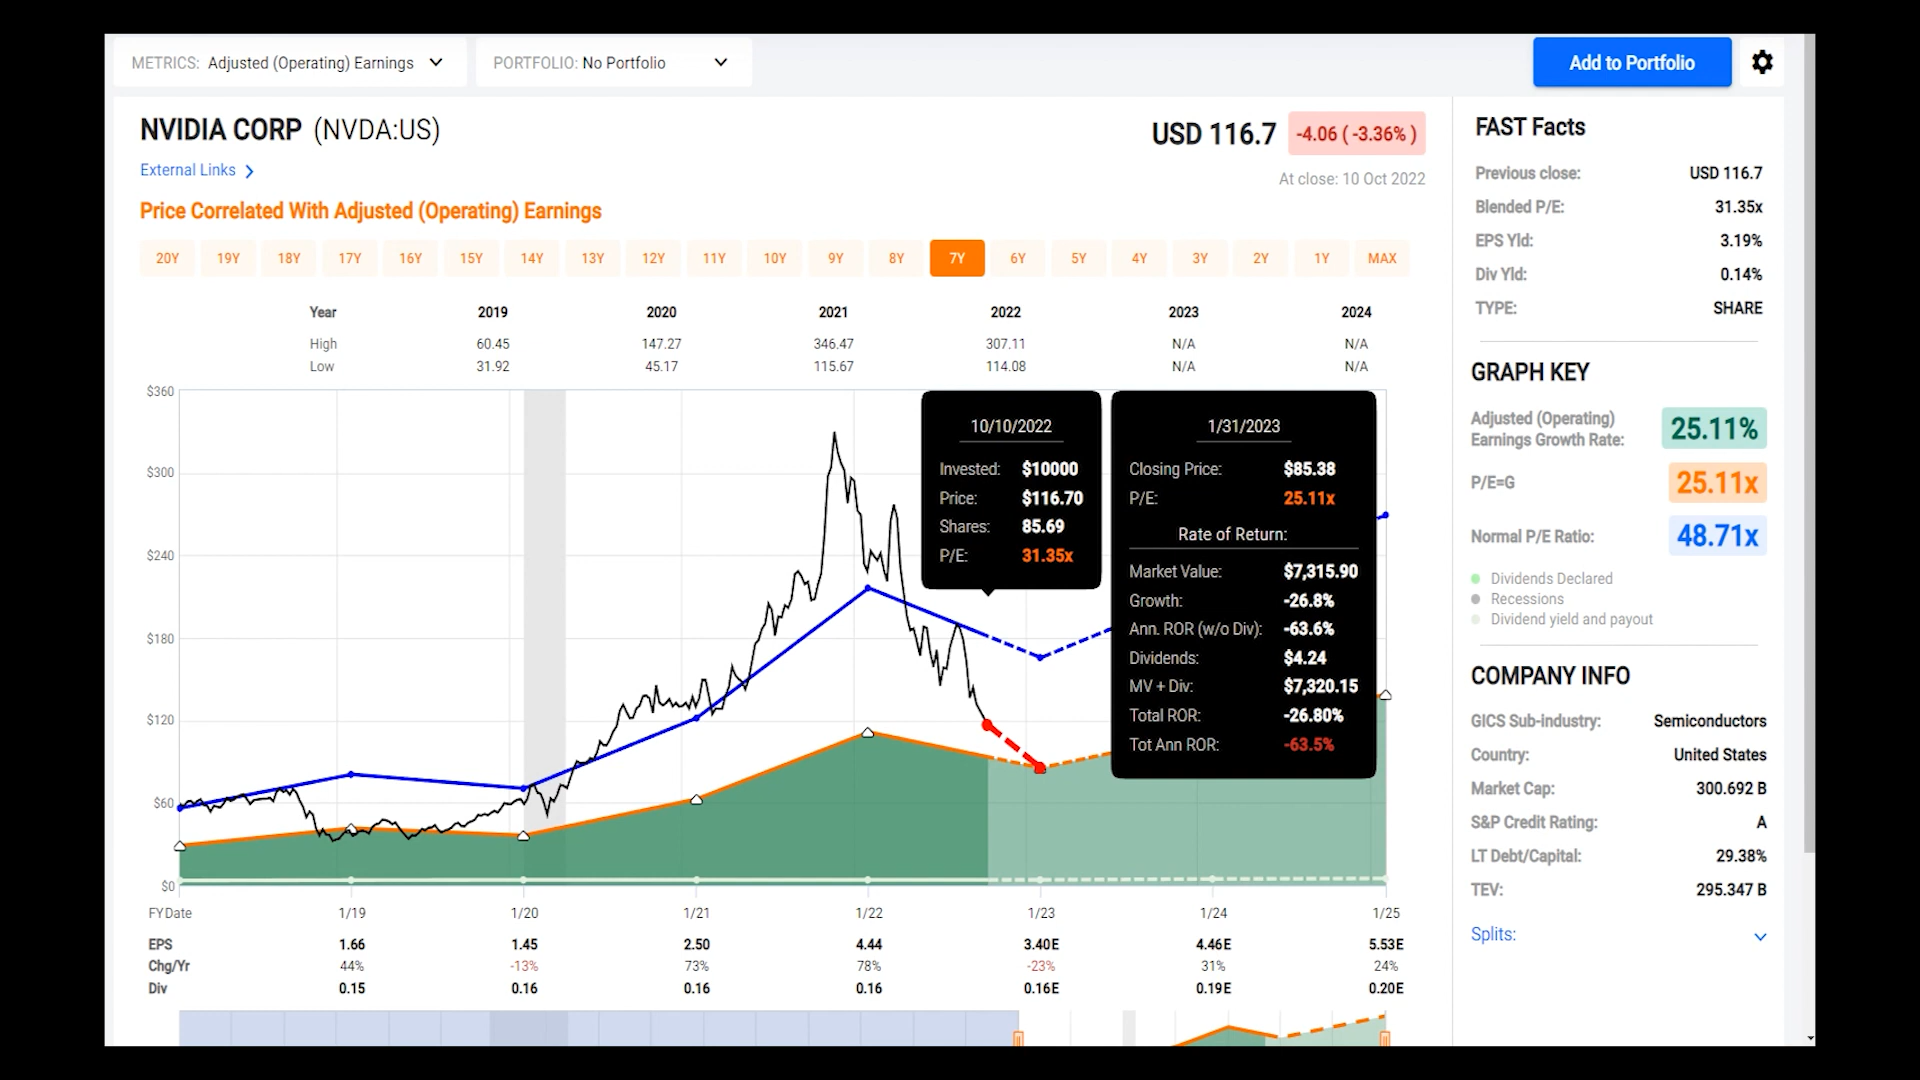 METRICS: Adjusted (Operating) Earnings
PORTFOLIO: No Portfolio
Add to Portfolio
NVIDIA CORP (NVDA:US)
USD 116.7 -4.06 ( -3.36% )
External Links
At close: 10 Oct 2022
Price Correlated With Adjusted (Operating) Earnings
20Y 19Y 18Y 17Y 16Y 15Y 14Y 13Y 12Y 11Y 10Y 9Y 8Y 7Y 6Y 5Y 4Y 3Y 2Y 1Y MAX
Year 2019 2020 2021 2022 2023 2024
High 60.45 147.27 346.47 307.11 N/A N/A
Low 31.92 45.17 115.67 114.08 N/A N/A
$360
$300
$240
$180
$120
$60
$0
10/10/2022
Invested: $10000
Price: $116.70
Shares: 85.69
P/E: 31.35x
1/31/2023
Closing Price: $85.38
P/E: 25.11x
Rate of Return:
Market Value: $7,315.90
Growth: -26.8%
Ann. ROR (w/o Div): -63.6%
Dividends: $4.24
MV + Div: $7,320.15
Total ROR: -26.80%
Tot Ann ROR: -63.5%
FYDate 1/19 1/20 1/21 1/22 1/23 1/24 1/25
EPS 1.66 1.45 2.50 4.44 3.40E 4.46E 5.53E
Chg/Yr 44% -13% 73% 78% -23% 31% 24%
Div 0.15 0.16 0.16 0.16 0.16E 0.19E 0.20E
FAST Facts
Previous close: USD 116.7
Blended P/E: 31.35x
EPS Yld: 3.19%
Div Yld: 0.14%
TYPE: SHARE
GRAPH KEY
Adjusted (Operating)
Earnings Growth Rate: 25.11%
P/E=G 25.11x
Normal P/E Ratio: 48.71x
Dividends Declared
Recessions
Dividend yield and payout
COMPANY INFO
GICS Sub-industry: Semiconductors
Country: United States
Market Cap: 300.692 B
S&P Credit Rating: A
LT Debt/Capital: 29.38%
TEV: 295.347 B
Splits: